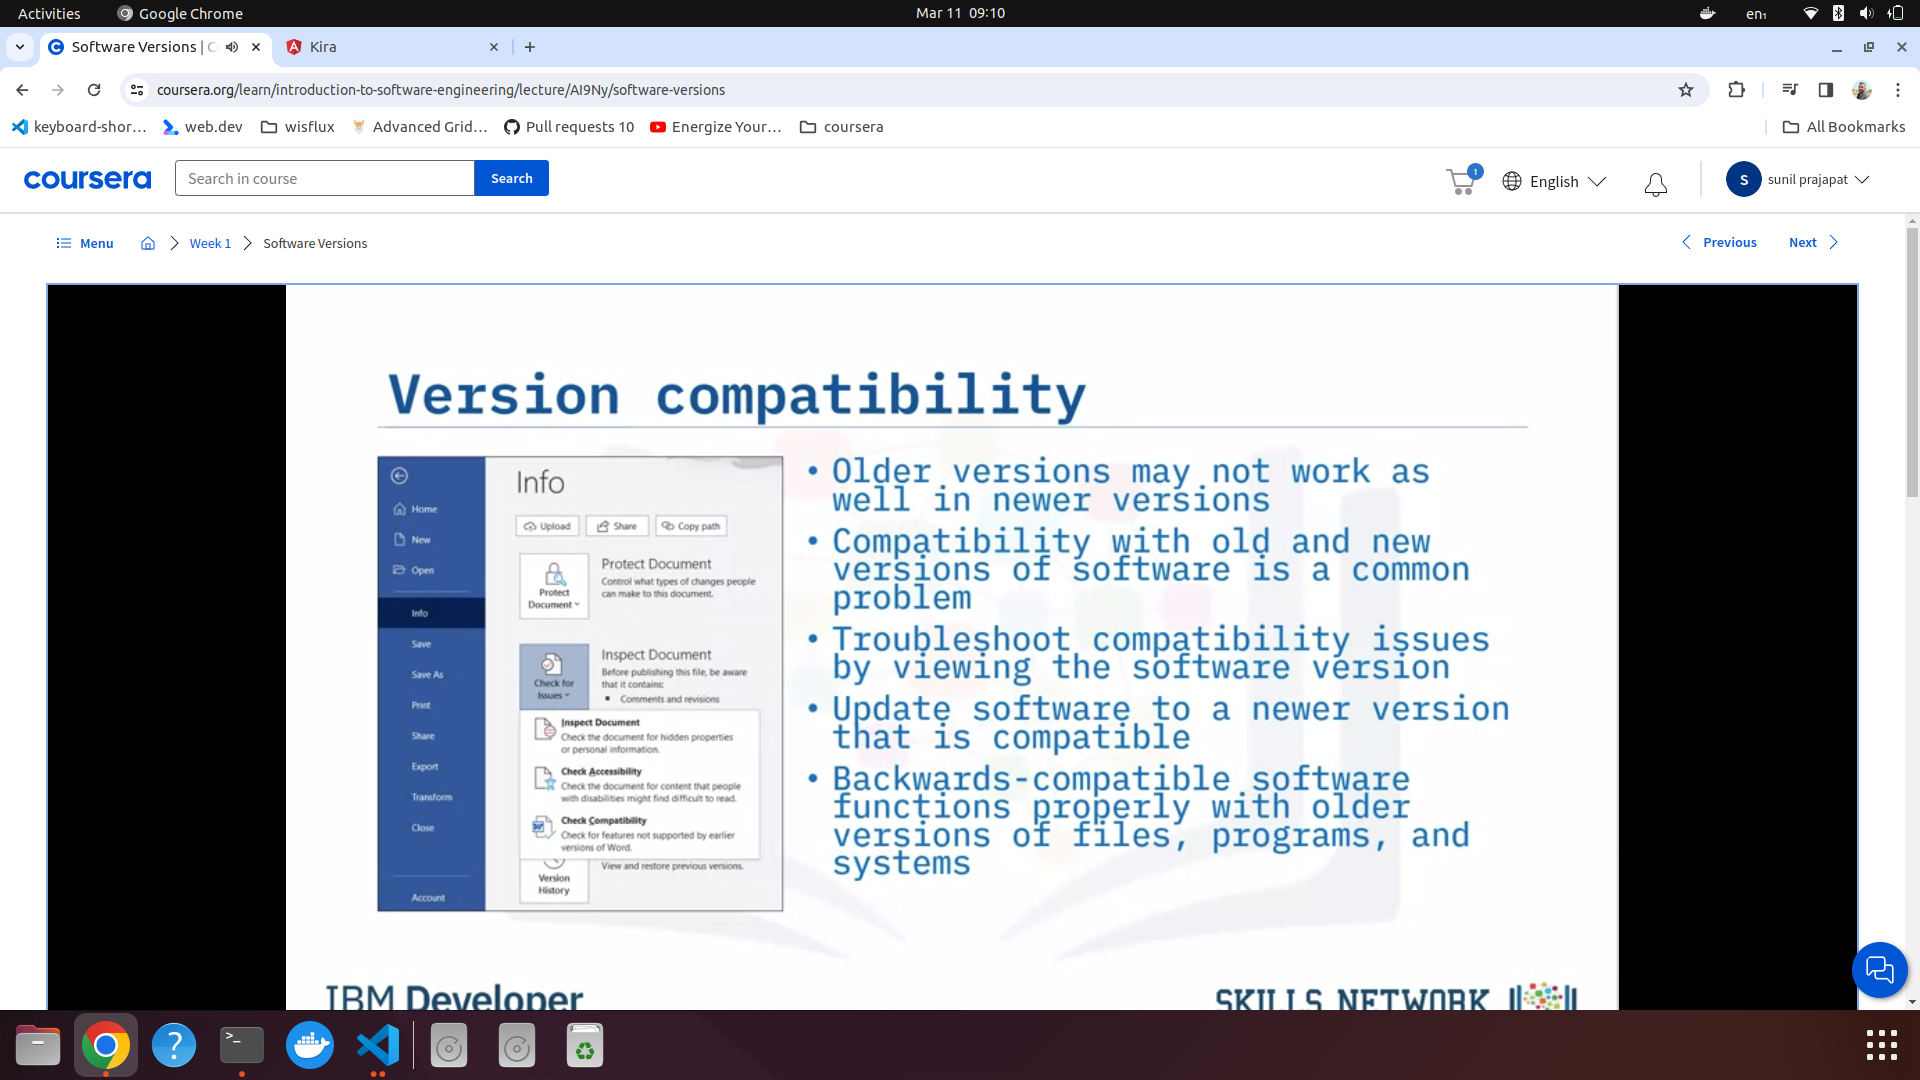 Activities
Google Chrome
Mar 11 09:10
en₁
Software Versions | C
Kira
coursera.org/learn/introduction-to-software-engineering/lecture/AI9Ny/software-versions
keyboard-shor…
web.dev
wisflux
Advanced Grid…
Pull requests 10
Energize Your…
coursera
All Bookmarks
coursera
Search in course
Search
1
English
S
sunil prajapat
Menu
Week 1
Software Versions
Previous
Next
Version compatibility
Info
Home
New
Open
Info
Save
Save As
Print
Share
Export
Transform
Close
Account
Upload
Share
Copy path
Protect
Document
Protect Document
Control what types of changes people
can make to this document.
Check for
Issues
Inspect Document
Before publishing this file, be aware
that it contains:
▪ Comments and revisions
Inspect Document
Check the document for hidden properties
or personal information.
Check Accessibility
Check the document for content that people
with disabilities might find difficult to read.
Check Compatibility
Check for features not supported by earlier
versions of Word.
View and restore previous versions.
Version
History
• Older versions may not work as
well in newer versions
• Compatibility with old and new
versions of software is a common
problem
• Troubleshoot compatibility issues
by viewing the software version
• Update software to a newer version
that is compatible
• Backwards-compatible software
functions properly with older
versions of files, programs, and
systems
IBM Developer
SKILLS NETWORK